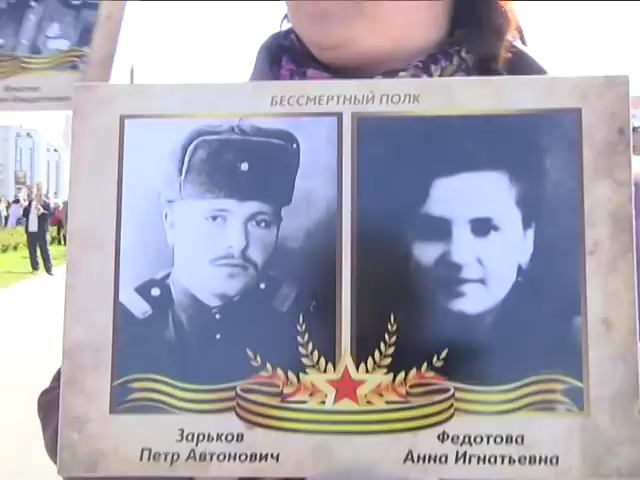 БЕССМЕРТНЫЙ ПОЛК
Зарьков
Петр Автонович
Федотова
Анна Игнатьевна